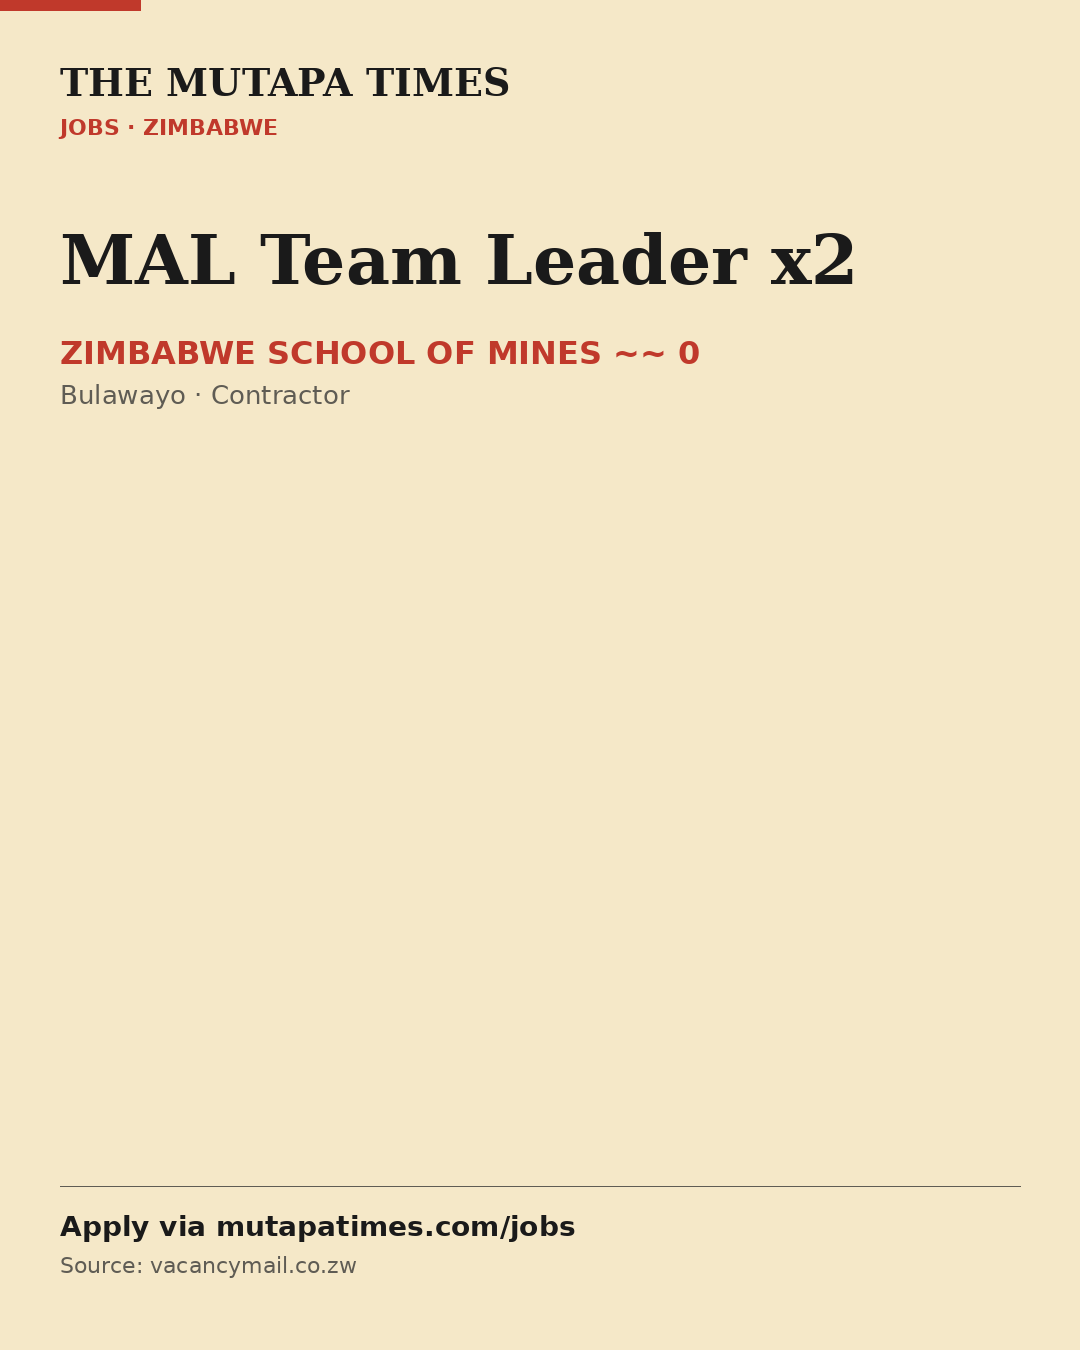 THE MUTAPA TIMES
JOBS · ZIMBABWE
MAL Team Leader x2
ZIMBABWE SCHOOL OF MINES ~~ 0
Bulawayo · Contractor
Apply via mutapatimes.com/jobs
Source: vacancymail.co.zw